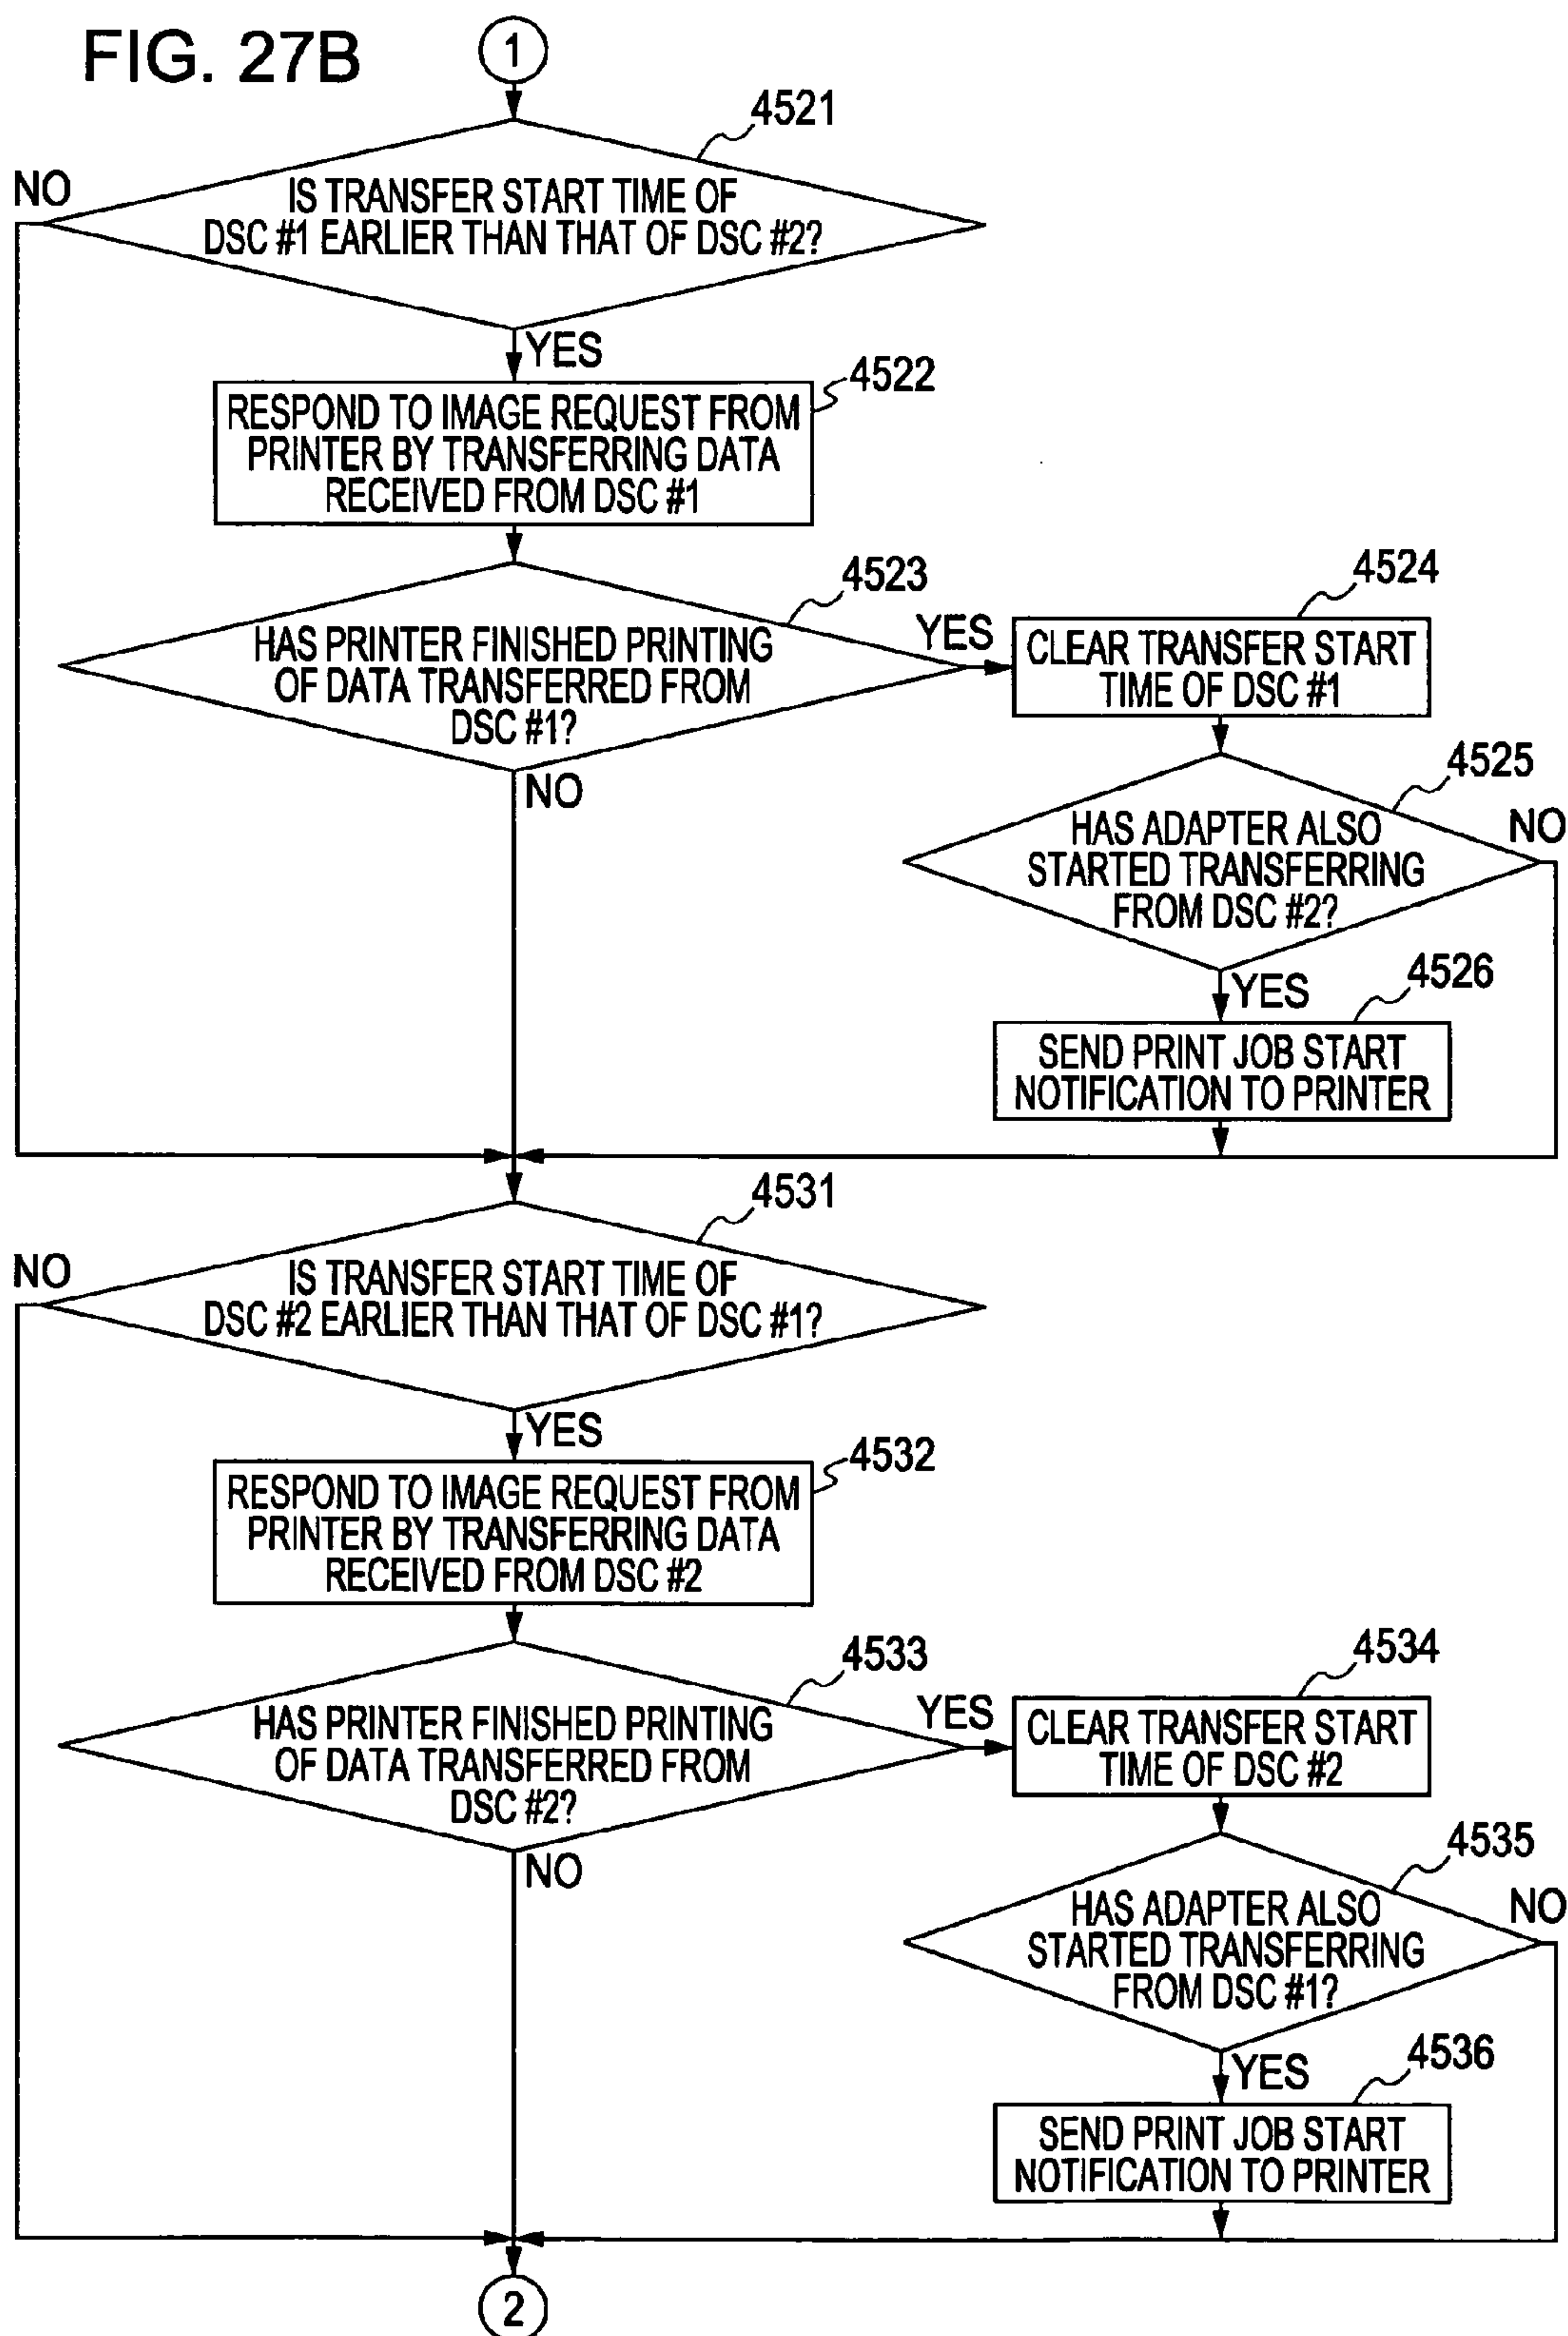 FIG. 27B
1
4521
NO
IS TRANSFER START TIME OF
DSC #1 EARLIER THAN THAT OF DSC #2?
YES
4522
RESPOND TO IMAGE REQUEST FROM
PRINTER BY TRANSFERRING DATA
RECEIVED FROM DSC #1
4523
HAS PRINTER FINISHED PRINTING
OF DATA TRANSFERRED FROM
DSC #1?
YES
NO
4524
CLEAR TRANSFER START
TIME OF DSC #1
4525
HAS ADAPTER ALSO
STARTED TRANSFERRING
FROM DSC #2?
NO
YES
4526
SEND PRINT JOB START
NOTIFICATION TO PRINTER
4531
NO
IS TRANSFER START TIME OF
DSC #2 EARLIER THAN THAT OF DSC #1?
YES
4532
RESPOND TO IMAGE REQUEST FROM
PRINTER BY TRANSFERRING DATA
RECEIVED FROM DSC #2
4533
HAS PRINTER FINISHED PRINTING
OF DATA TRANSFERRED FROM
DSC #2?
YES
NO
4534
CLEAR TRANSFER START
TIME OF DSC #2
4535
HAS ADAPTER ALSO
STARTED TRANSFERRING
FROM DSC #1?
NO
YES
4536
SEND PRINT JOB START
NOTIFICATION TO PRINTER
2